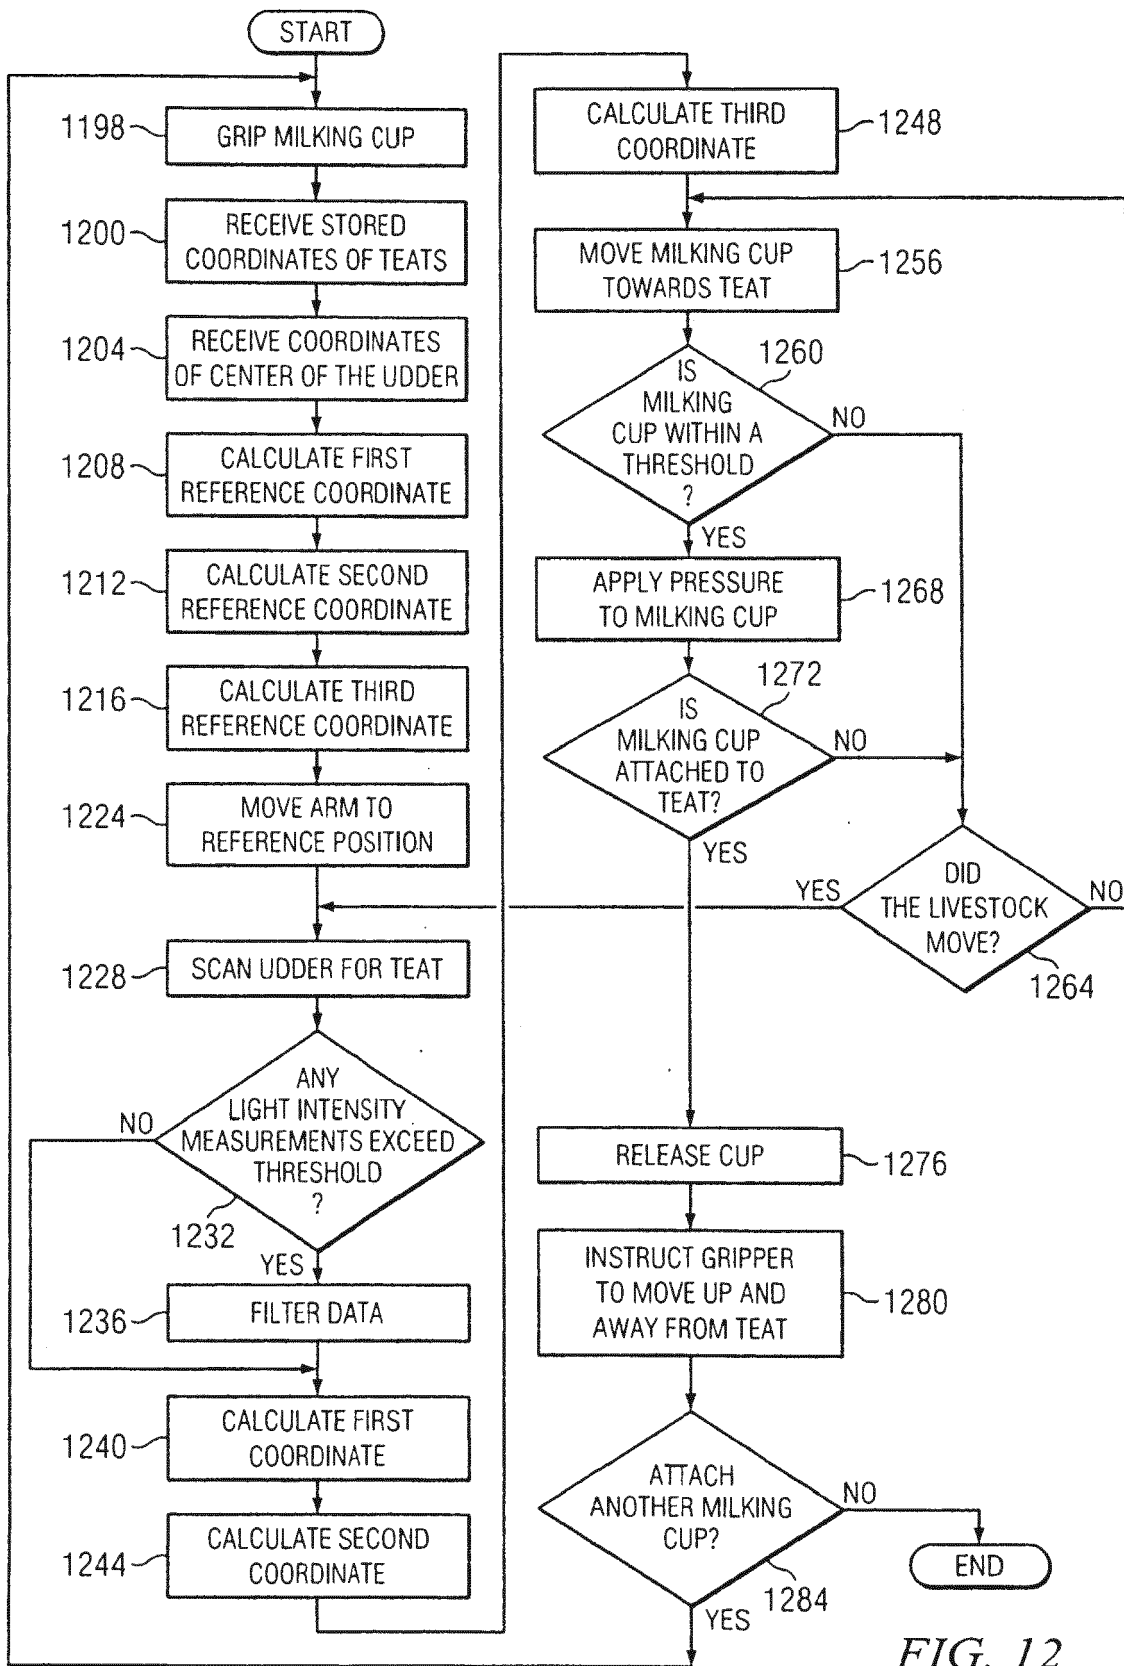 START
1198
GRIP MILKING CUP
1200
RECEIVE STORED
COORDINATES OF TEATS
1204
RECEIVE COORDINATES
OF CENTER OF THE UDDER
1208
CALCULATE FIRST
REFERENCE COORDINATE
1212
CALCULATE SECOND
REFERENCE COORDINATE
1216
CALCULATE THIRD
REFERENCE COORDINATE
1224
MOVE ARM TO
REFERENCE POSITION
1228
SCAN UDDER FOR TEAT
ANY
LIGHT INTENSITY
MEASUREMENTS EXCEED
THRESHOLD
?
NO
1232
YES
1236
FILTER DATA
1240
CALCULATE FIRST
COORDINATE
1244
CALCULATE SECOND
COORDINATE
CALCULATE THIRD
COORDINATE
1248
MOVE MILKING CUP
TOWARDS TEAT
1256
1260
IS
MILKING
CUP WITHIN A
THRESHOLD
?
NO
YES
APPLY PRESSURE
TO MILKING CUP
1268
1272
IS
MILKING CUP
ATTACHED TO
TEAT?
NO
YES
YES
DID
THE LIVESTOCK
MOVE?
NO
1264
RELEASE CUP
1276
INSTRUCT GRIPPER
TO MOVE UP AND
AWAY FROM TEAT
1280
ATTACH
ANOTHER MILKING
CUP?
NO
1284
YES
END
FIG. 12